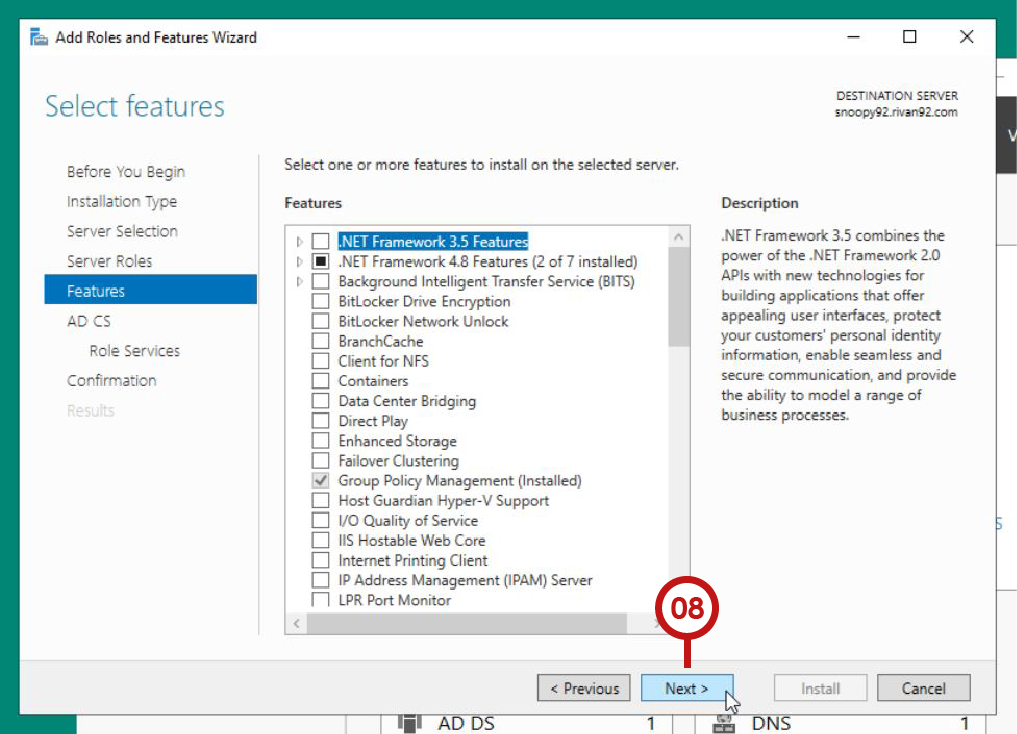 Add Roles and Features Wizard
Select features
DESTINATION SERVER
snoopy92.rivan92.com
Before You Begin
Installation Type
Server Selection
Server Roles
Features
AD CS
Role Services
Confirmation
Results
Select one or more features to install on the selected server.
Features
.NET Framework 3.5 Features
.NET Framework 4.8 Features (2 of 7 installed)
Background Intelligent Transfer Service (BITS)
BitLocker Drive Encryption
BitLocker Network Unlock
BranchCache
Client for NFS
Containers
Data Center Bridging
Direct Play
Enhanced Storage
Failover Clustering
Group Policy Management (Installed)
Host Guardian Hyper-V Support
I/O Quality of Service
IIS Hostable Web Core
Internet Printing Client
IP Address Management (IPAM) Server
LPR Port Monitor
Description
.NET Framework 3.5 combines the
power of the .NET Framework 2.0
APIs with new technologies for
building applications that offer
appealing user interfaces, protect
your customers' personal identity
information, enable seamless and
secure communication, and provide
the ability to model a range of
business processes.
08
< Previous
Next >
Install
Cancel
AD DS 1
DNS 1